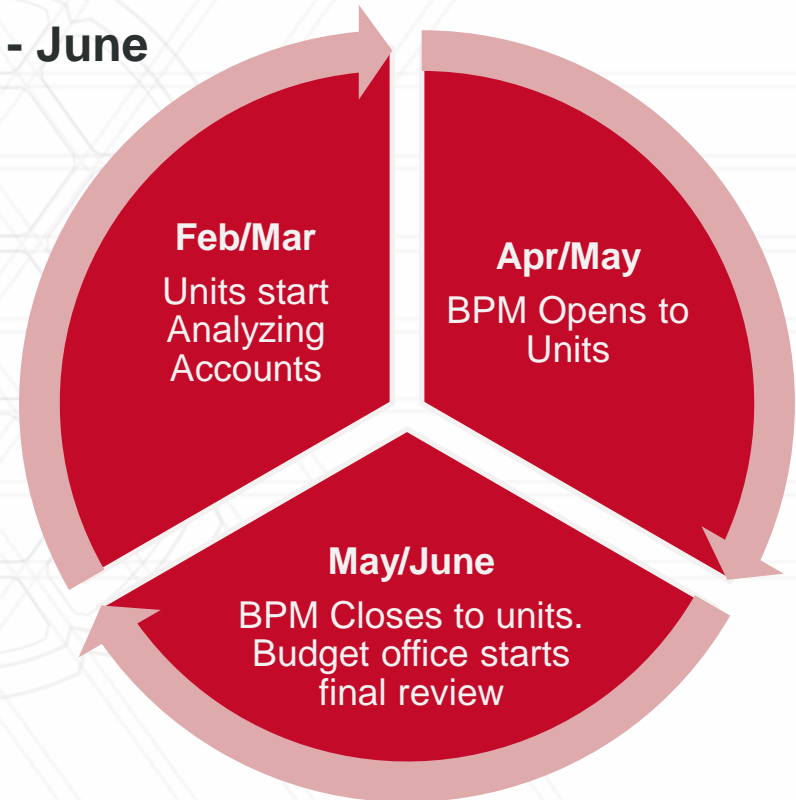 - June
Feb/Mar
Units start
Analyzing
Accounts
Apr/May
BPM Opens to
Units
May/June
BPM Closes to units.
Budget office starts
final review